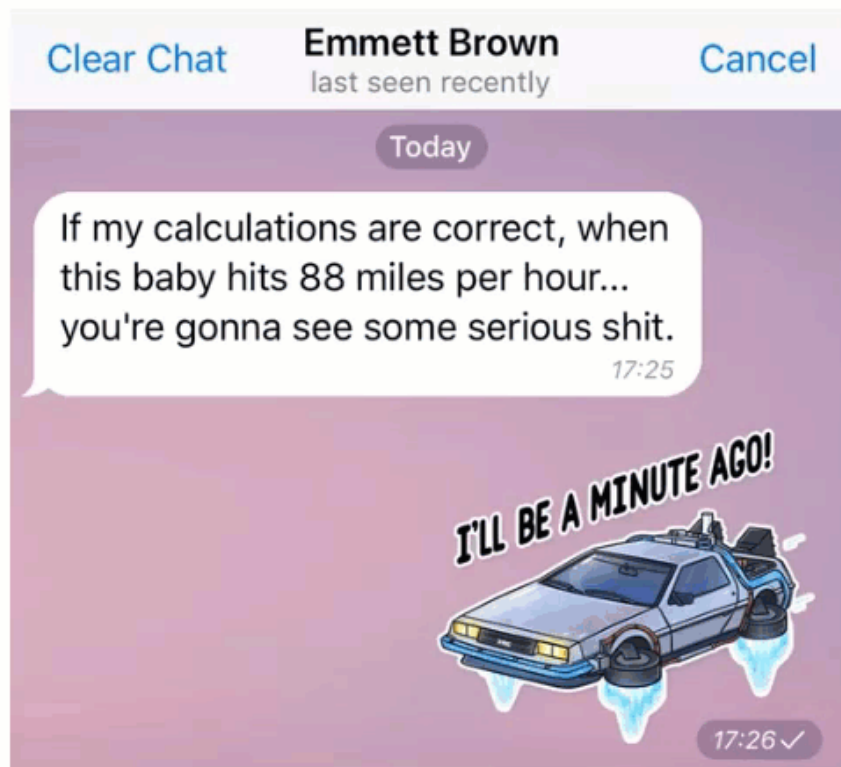 Clear Chat Emmett Brown Cancel
last seen recently
Today
If my calculations are correct, when
this baby hits 88 miles per hour...
you're gonna see some serious shit.
17:25
I'LL BE A MINUTE AGO!
17:26